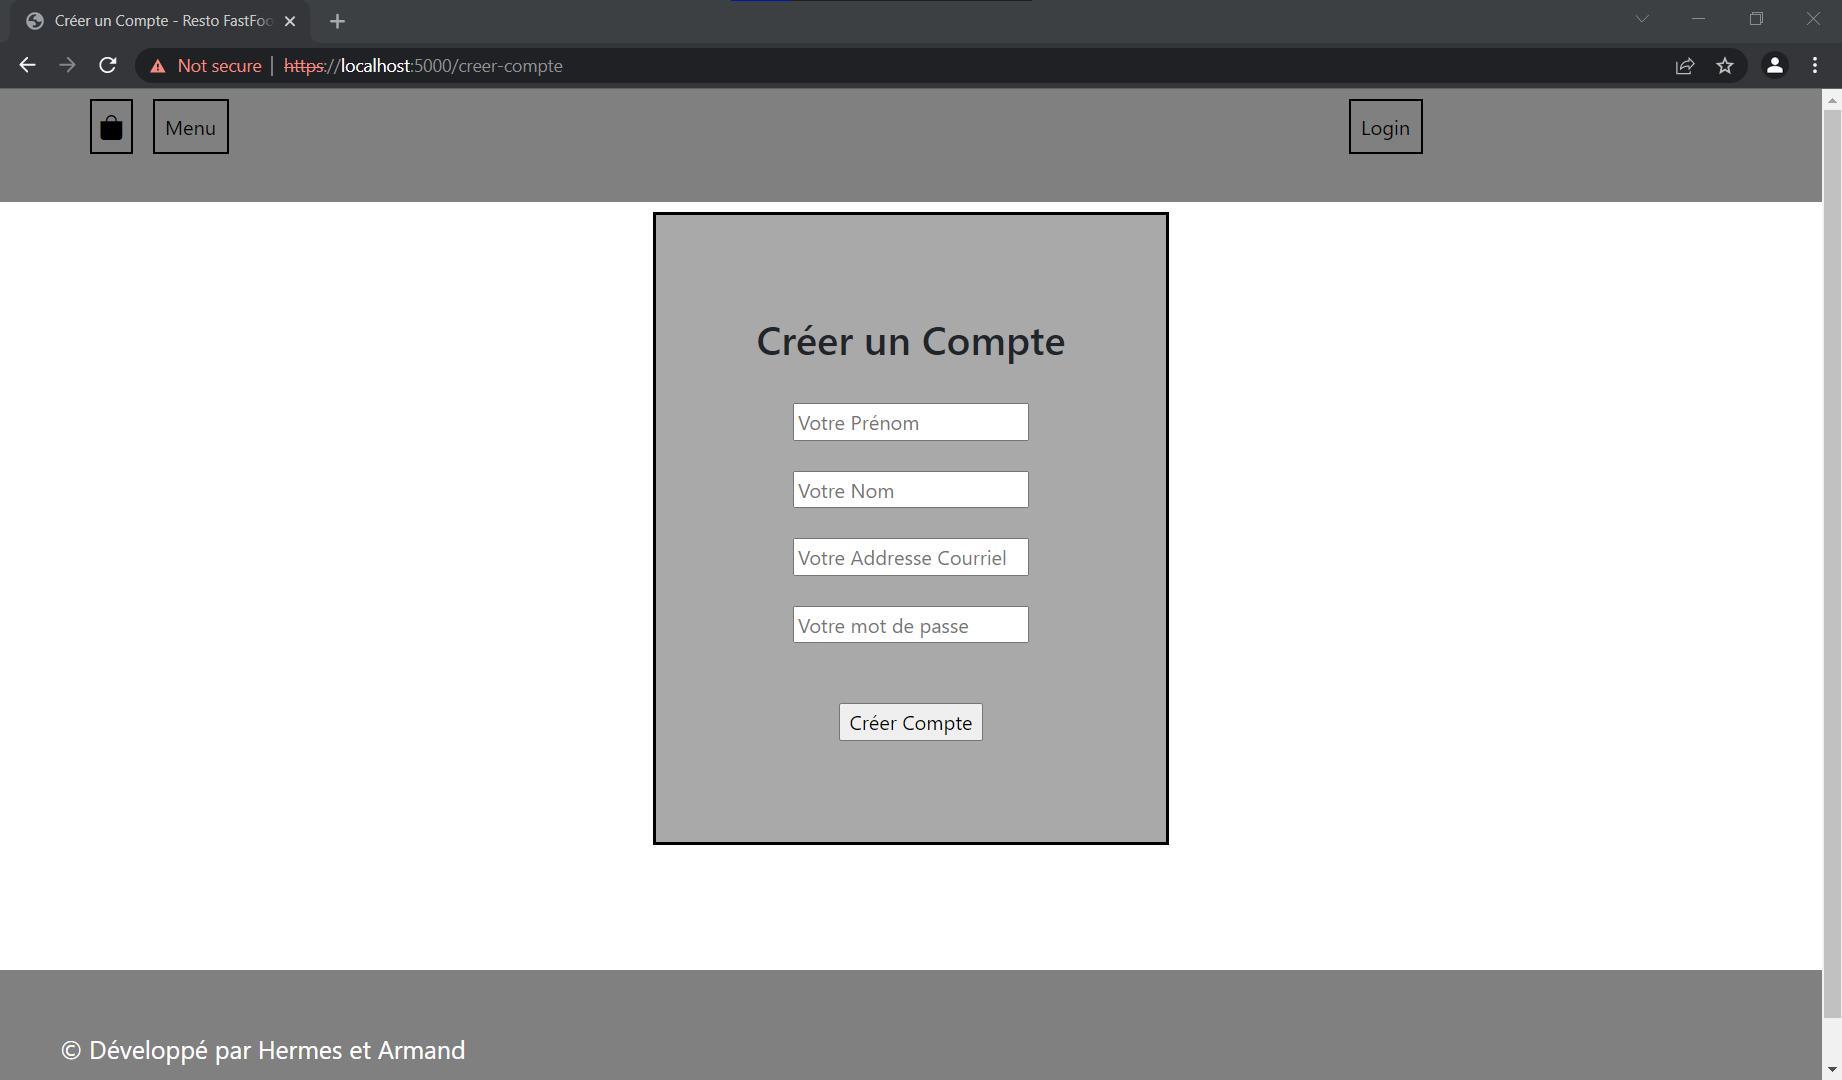 Créer un Compte - Resto FastFoo
Not secure | https://localhost:5000/creer-compte
Menu
Login
Créer un Compte
Votre Prénom
Votre Nom
Votre Addresse Courriel
Votre mot de passe
Créer Compte
© Développé par Hermes et Armand